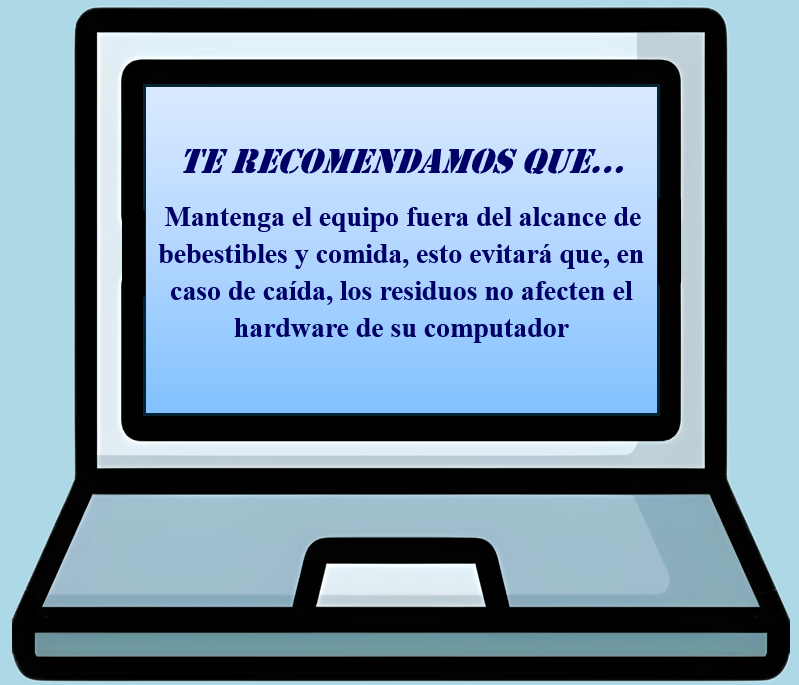 TE RECOMENDAMOS QUE...
Mantenga el equipo fuera del alcance de
bebestibles y comida, esto evitará que, en
caso de caída, los residuos no afecten el
hardware de su computador